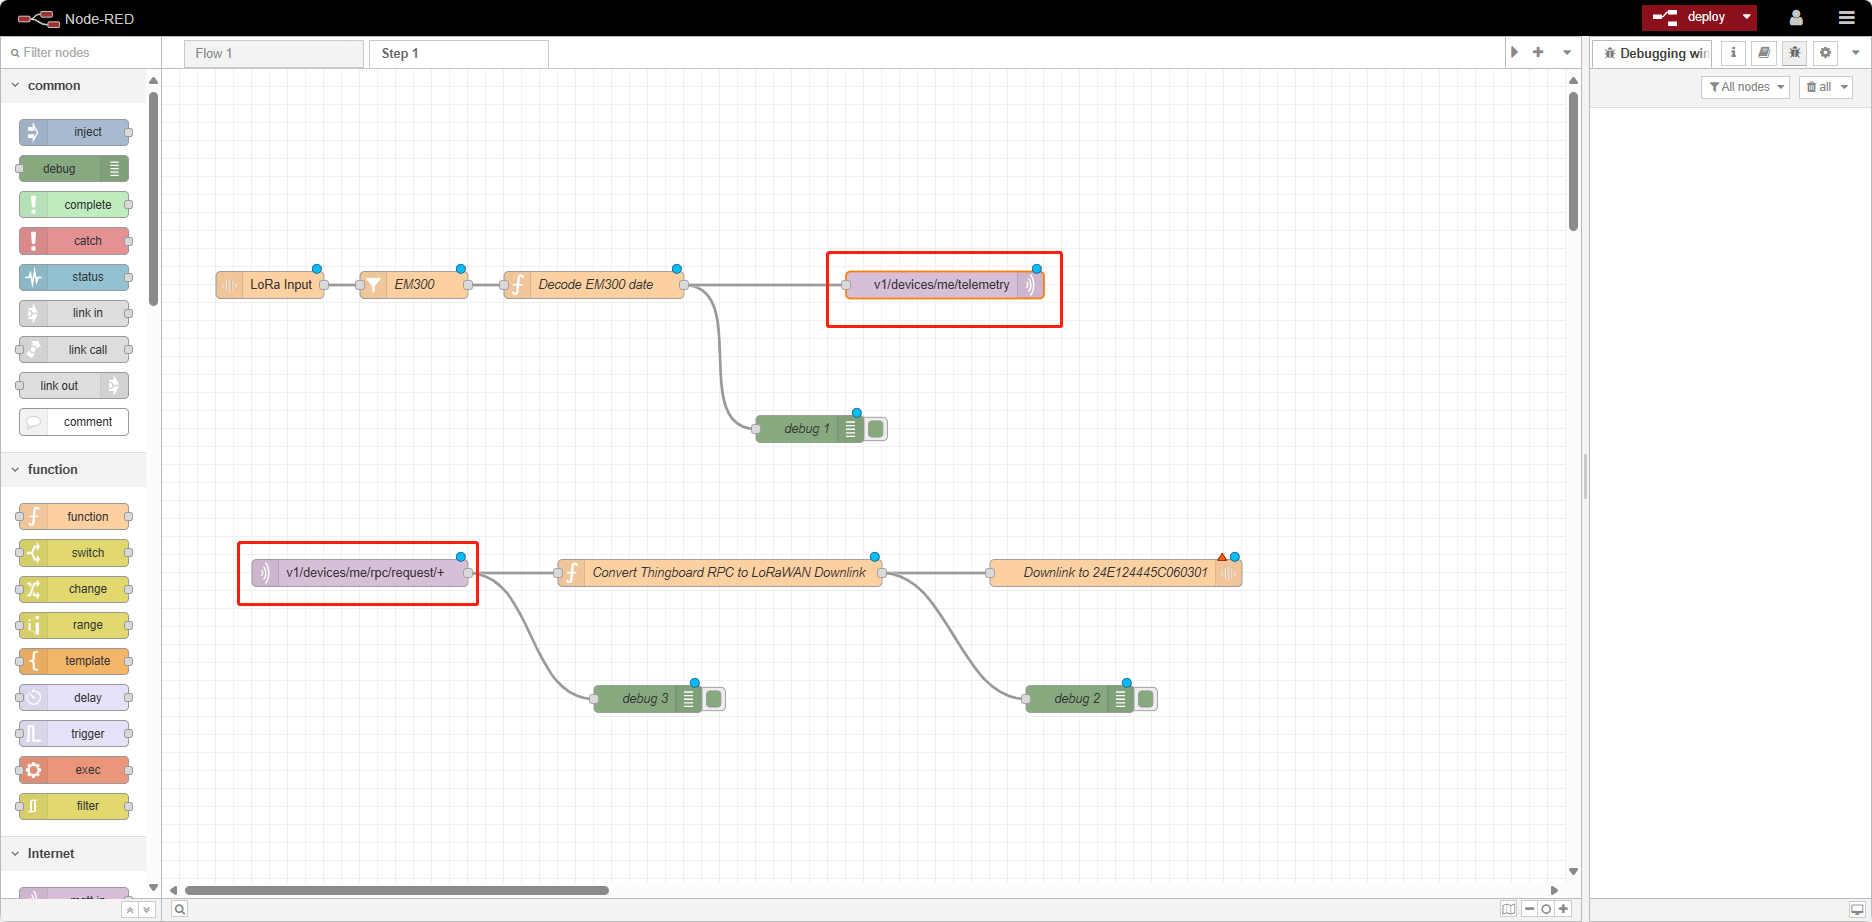 Node-RED
deploy
Filter nodes
Flow 1
Step 1
Debugging win
i
All nodes
all
common
inject
debug
complete
catch
status
link in
link call
link out
comment
function
function
switch
change
range
template
delay
trigger
exec
filter
Internet
LoRa Input
EM300
Decode EM300 date
v1/devices/me/telemetry
debug 1
v1/devices/me/rpc/request/+
Convert Thingboard RPC to LoRaWAN Downlink
Downlink to 24E124445C060301
debug 3
debug 2